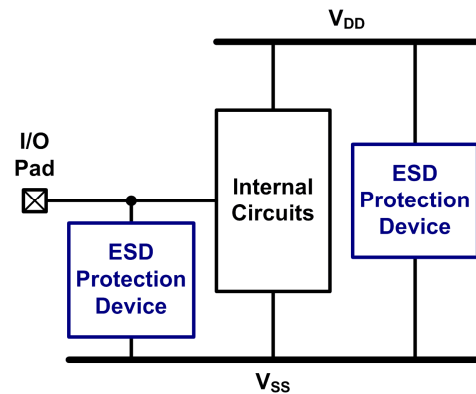 VDD
I/O
Pad
Internal
Circuits
ESD
Protection
Device
ESD
Protection
Device
VSS